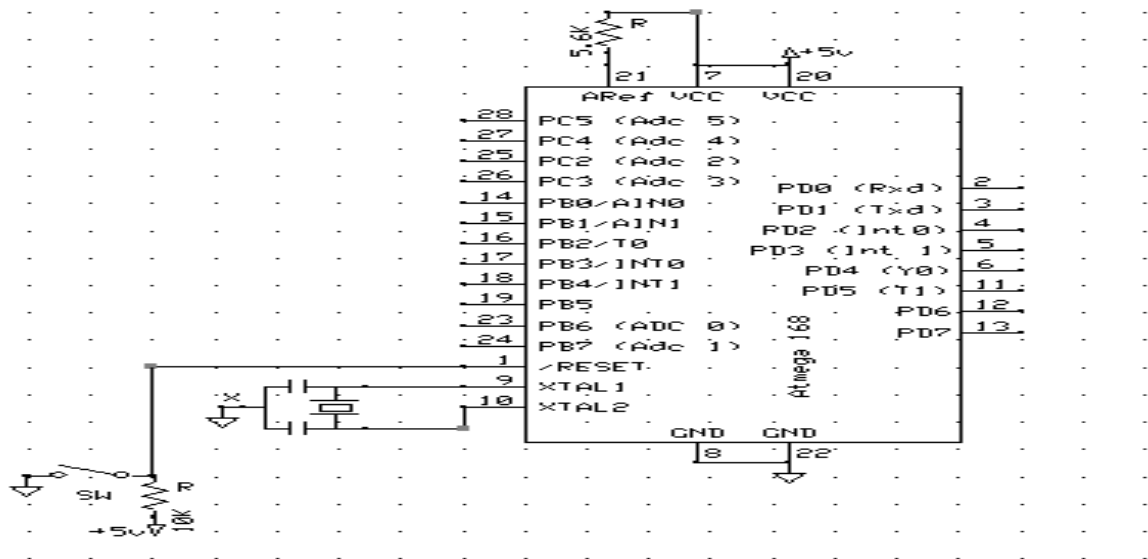 R
5.6K
+5v
21 7 20
ARef VCC VCC
28 PC5 (Adc 5)
27 PC4 (Adc 4)
25 PC2 (Adc 2)
26 PC3 (Adc 3)
14 PB0/AIN0
15 PB1/AIN1
16 PB2/T0
17 PB3/INT0
18 PB4/INT1
19 PB5
23 PB6 (ADC 0)
24 PB7 (Adc 1)
1 /RESET
9 XTAL1
10 XTAL2
PD0 (Rxd) 2
PD1 (Txd) 3
PD2 (Int0) 4
PD3 (Int 1) 5
PD4 (Y0) 6
PD5 (T1) 11
PD6 12
PD7 13
Atmega 168
X
GND GND
8 22
SW
R
10K
+5v